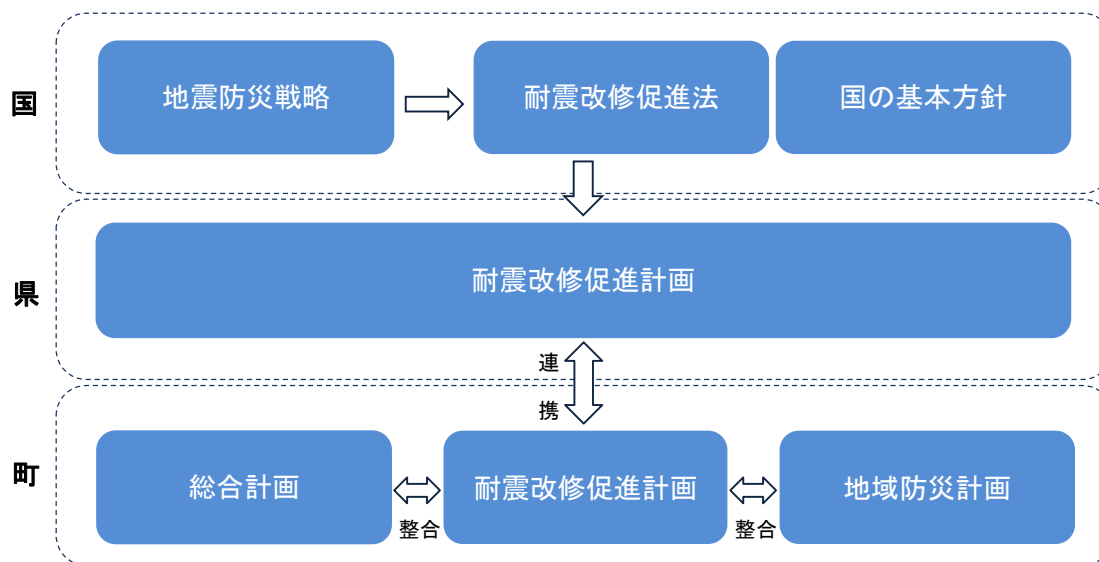 国
地震防災戦略
耐震改修促進法
国の基本方針
県
耐震改修促進計画
連
携
町
総合計画
整合
耐震改修促進計画
整合
地域防災計画